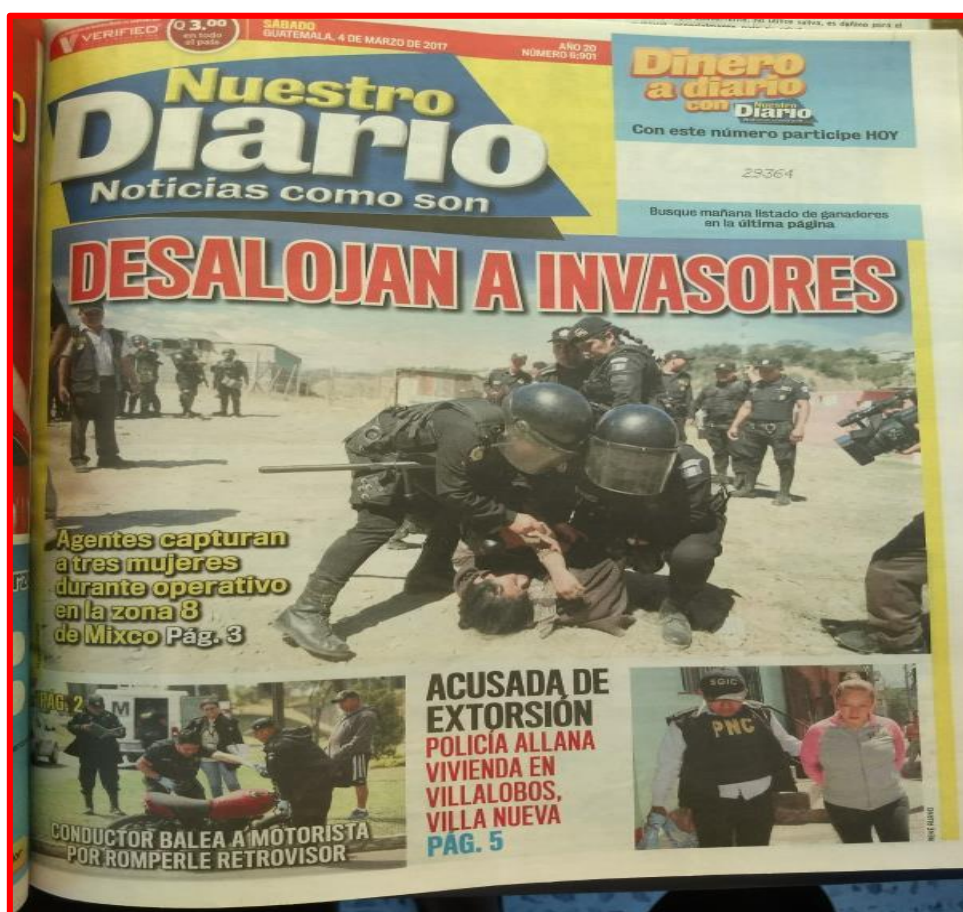 VERIFIED
Q 3.00
en todo
el país
SÁBADO
GUATEMALA, 4 DE MARZO DE 2017
AÑO 20
NÚMERO 6,901
Nuestro
Diario
Noticias como son
Dinero
a diario
con Nuestro
Diario
Con este número participe HOY
29364
Busque mañana listado de ganadores
en la última página
DESALOJAN A INVASORES
Agentes capturan
a tres mujeres
durante operativo
en la zona 8
de Mixco Pág. 3
PÁG. 2
CONDUCTOR BALEA A MOTORISTA
POR ROMPERLE RETROVISOR
ACUSADA DE
EXTORSIÓN
POLICÍA ALLANA
VIVIENDA EN
VILLALOBOS,
VILLA NUEVA
PÁG. 5
SGIC
PNC